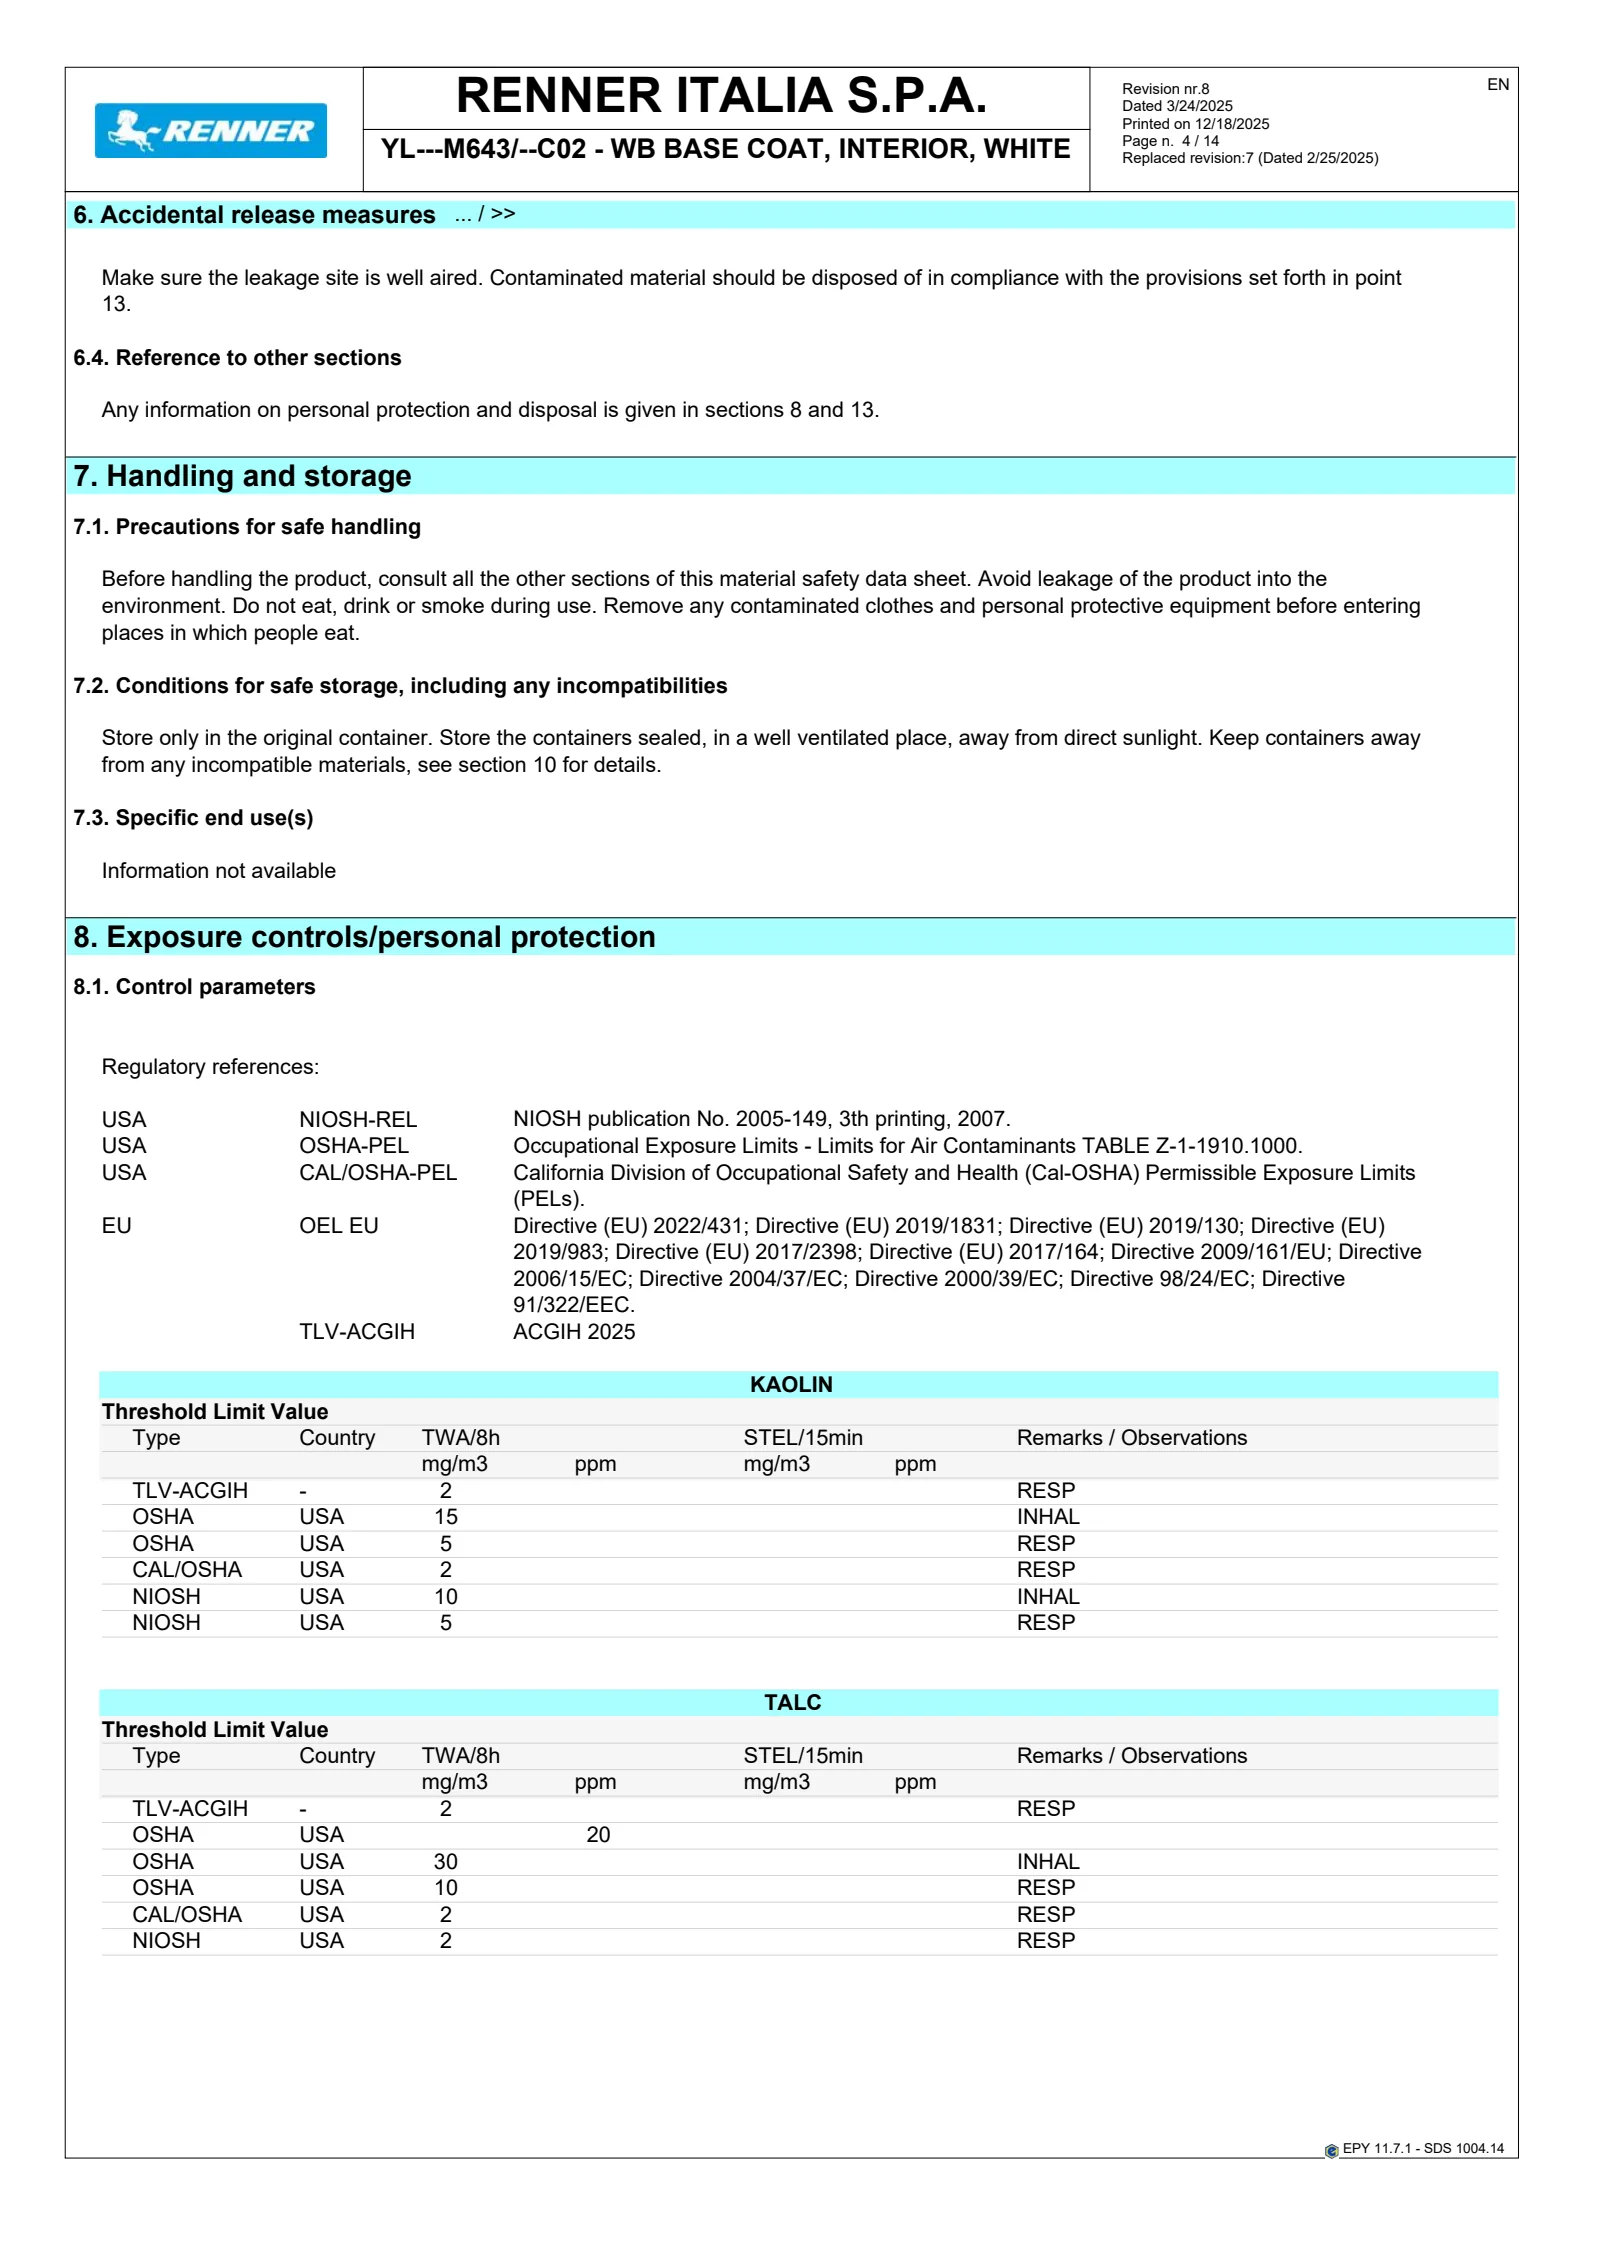 RENNER
RENNER ITALIA S.P.A.
YL---M643/--C02 - WB BASE COAT, INTERIOR, WHITE
Revision nr.8
Dated 3/24/2025
Printed on 12/18/2025
Page n. 4 / 14
Replaced revision:7 (Dated 2/25/2025)
EN
6. Accidental release measures ... / >>
Make sure the leakage site is well aired. Contaminated material should be disposed of in compliance with the provisions set forth in point
13.
6.4. Reference to other sections
Any information on personal protection and disposal is given in sections 8 and 13.
7. Handling and storage
7.1. Precautions for safe handling
Before handling the product, consult all the other sections of this material safety data sheet. Avoid leakage of the product into the
environment. Do not eat, drink or smoke during use. Remove any contaminated clothes and personal protective equipment before entering
places in which people eat.
7.2. Conditions for safe storage, including any incompatibilities
Store only in the original container. Store the containers sealed, in a well ventilated place, away from direct sunlight. Keep containers away
from any incompatible materials, see section 10 for details.
7.3. Specific end use(s)
Information not available
8. Exposure controls/personal protection
8.1. Control parameters
Regulatory references:
USA NIOSH-REL NIOSH publication No. 2005-149, 3th printing, 2007.
USA OSHA-PEL Occupational Exposure Limits - Limits for Air Contaminants TABLE Z-1-1910.1000.
USA CAL/OSHA-PEL California Division of Occupational Safety and Health (Cal-OSHA) Permissible Exposure Limits
(PELs).
EU OEL EU Directive (EU) 2022/431; Directive (EU) 2019/1831; Directive (EU) 2019/130; Directive (EU)
2019/983; Directive (EU) 2017/2398; Directive (EU) 2017/164; Directive 2009/161/EU; Directive
2006/15/EC; Directive 2004/37/EC; Directive 2000/39/EC; Directive 98/24/EC; Directive
91/322/EEC.
TLV-ACGIH ACGIH 2025
KAOLIN
Threshold Limit Value
Type Country TWA/8h STEL/15min Remarks / Observations
mg/m3 ppm mg/m3 ppm
TLV-ACGIH - 2 RESP
OSHA USA 15 INHAL
OSHA USA 5 RESP
CAL/OSHA USA 2 RESP
NIOSH USA 10 INHAL
NIOSH USA 5 RESP
TALC
Threshold Limit Value
Type Country TWA/8h STEL/15min Remarks / Observations
mg/m3 ppm mg/m3 ppm
TLV-ACGIH - 2 RESP
OSHA USA 20
OSHA USA 30 INHAL
OSHA USA 10 RESP
CAL/OSHA USA 2 RESP
NIOSH USA 2 RESP
EPY 11.7.1 - SDS 1004.14